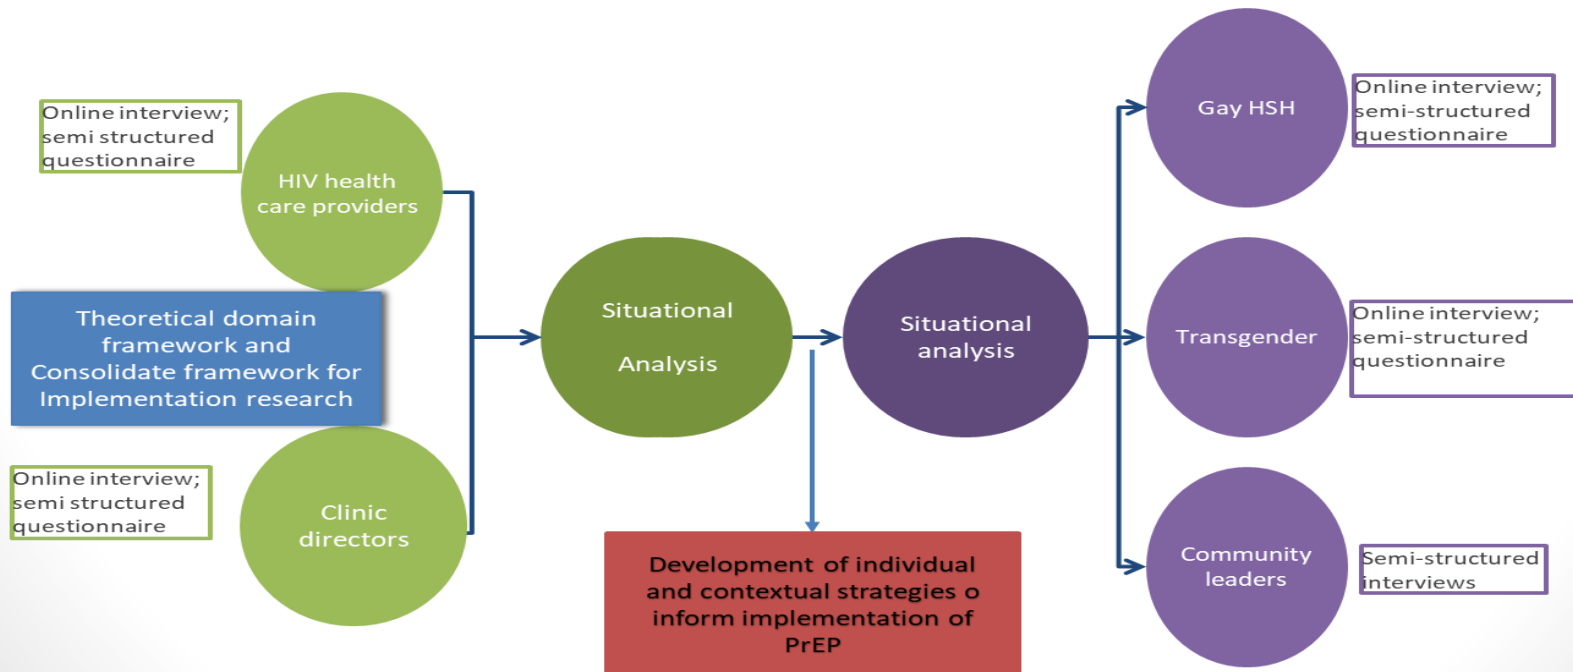 Online interview;
semi structured
questionnaire
HIV health
care providers
Theoretical domain
framework and
Consolidate framework for
Implementation research
Online interview;
semi structured
questionnaire
Clinic
directors
Situational
Analysis
Situational
analysis
Development of individual
and contextual strategies o
inform implementation of
PrEP
Gay HSH
Online interview;
semi-structured
questionnaire
Transgender
Online interview;
semi-structured
questionnaire
Community
leaders
Semi-structured
interviews